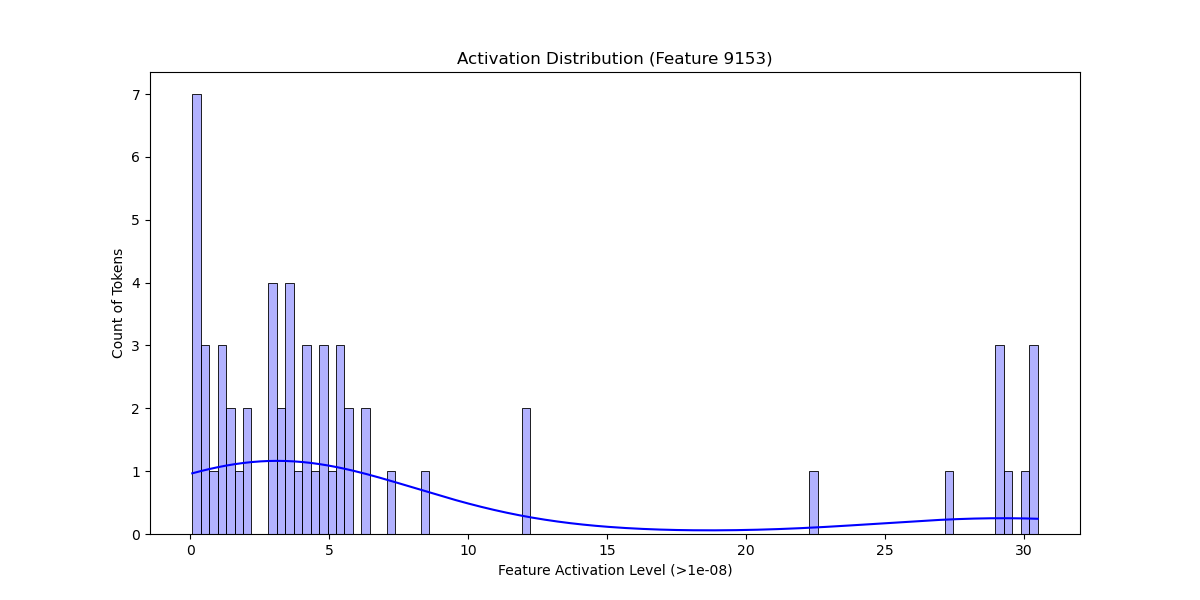 Activation Distribution (Feature 9153)
7
6
5
4
3
2
1
0
Count of Tokens
0 5 10 15 20 25 30
Feature Activation Level (>1e-08)